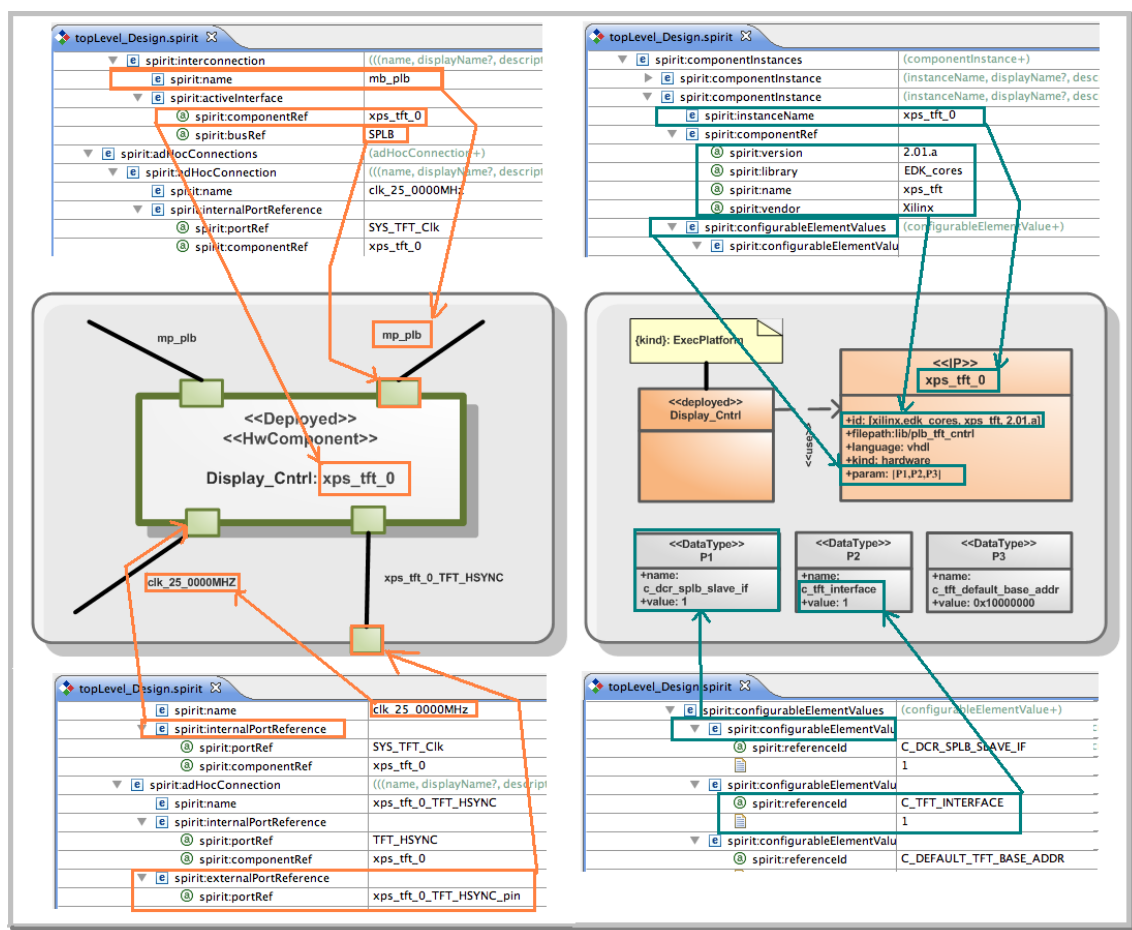 topLevel_Design.spirit
spirit:interconnection (((name, displayName?, descript
spirit:name mb_plb
spirit:activeInterface
spirit:componentRef xps_tft_0
spirit:busRef SPLB
spirit:adHocConnections (adHocConnection+)
spirit:adHocConnection (((name, displayName?, descript
spirit:name clk_25_0000MHz
spirit:internalPortReference
spirit:portRef SYS_TFT_Clk
spirit:componentRef xps_tft_0
topLevel_Design.spirit
spirit:componentInstances (componentInstance+)
spirit:componentInstance (instanceName, displayName?, desc
spirit:componentInstance (instanceName, displayName?, desc
spirit:instanceName xps_tft_0
spirit:componentRef
spirit:version 2.01.a
spirit:library EDK_cores
spirit:name xps_tft
spirit:vendor Xilinx
spirit:configurableElementValues (configurableElementValue+)
spirit:configurableElementValu
mp_plb
mp_plb
<<Deployed>>
<<HwComponent>>
Display_Cntrl: xps_tft_0
clk_25_0000MHZ
xps_tft_0_TFT_HSYNC
{kind}: ExecPlatform
<<deployed>>
Display_Cntrl
<<use>>
<<IP>>
xps_tft_0
+id: [xilinx,edk_cores, xps_tft, 2.01.a]
+filepath:lib/plb_tft_cntrl
+language: vhdl
+kind: hardware
+param: [P1,P2,P3]
<<DataType>>
P1
+name:
c_dcr_splb_slave_if
+value: 1
<<DataType>>
P2
+name:
c_tft_interface
+value: 1
<<DataType>>
P3
+name:
c_tft_default_base_addr
+value: 0x10000000
topLevel_Design.spirit
spirit:name clk_25_0000MHz
spirit:internalPortReference
spirit:portRef SYS_TFT_Clk
spirit:componentRef xps_tft_0
spirit:adHocConnection (((name, displayName?, descript
spirit:name xps_tft_0_TFT_HSYNC
spirit:internalPortReference
spirit:portRef TFT_HSYNC
spirit:componentRef xps_tft_0
spirit:externalPortReference
spirit:portRef xps_tft_0_TFT_HSYNC_pin
topLevel_Design.spirit
spirit:configurableElementValues (configurableElementValue+)
spirit:configurableElementValu
spirit:referenceId C_DCR_SPLB_SLAVE_IF
1
spirit:configurableElementValu
spirit:referenceId C_TFT_INTERFACE
1
spirit:configurableElementValu
spirit:referenceId C_DEFAULT_TFT_BASE_ADDR